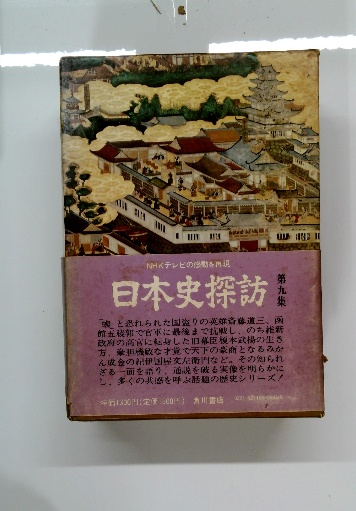 NHKテレビの感動を再現
日本史探訪
第九集
「蝮」と恐れられた国盗りの英雄斎藤道三、函
館五稜郭で官軍に最後まで抗戦し、のち維新
政府の高官に転身した旧幕臣榎本武揚の生き
方、豪胆機敏な才覚で天下の豪商となるみか
ん成金の紀伊国屋文左衛門など。その知られ
ざる一面を語り、通説を破る実像を明らかに
し、多くの共感を呼ぶ話題の歴史シリーズ！
角川書店